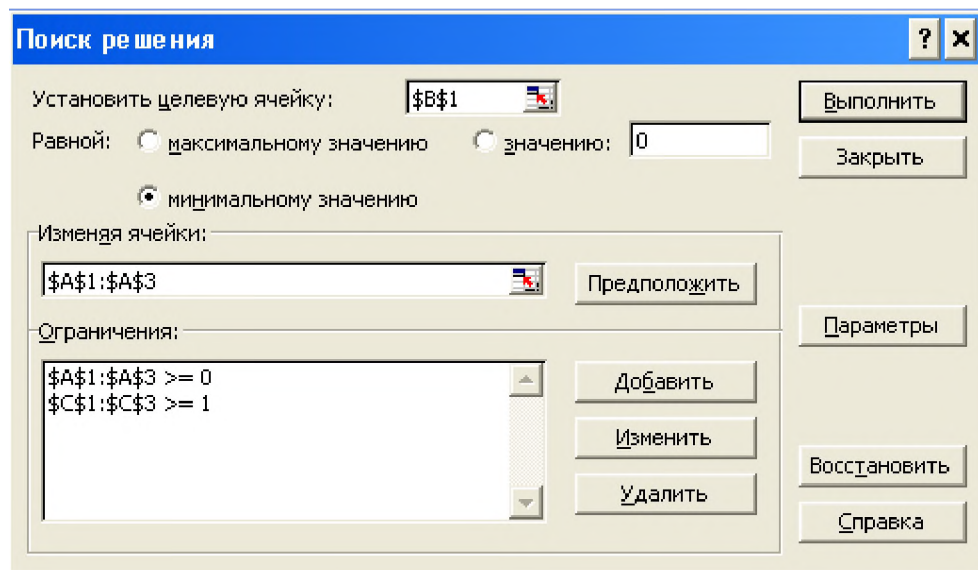 Поиск решения ? ×
Установить целевую ячейку: $B$1 Выполнить
Равной: максимальному значению значению: 0 Закрыть
минимальному значению
Изменяя ячейки:
$A$1:$A$3 Предположить
Параметры
Ограничения:
$A$1:$A$3 >= 0 Добавить
$C$1:$C$3 >= 1
Изменить
Восстановить
Удалить
Справка